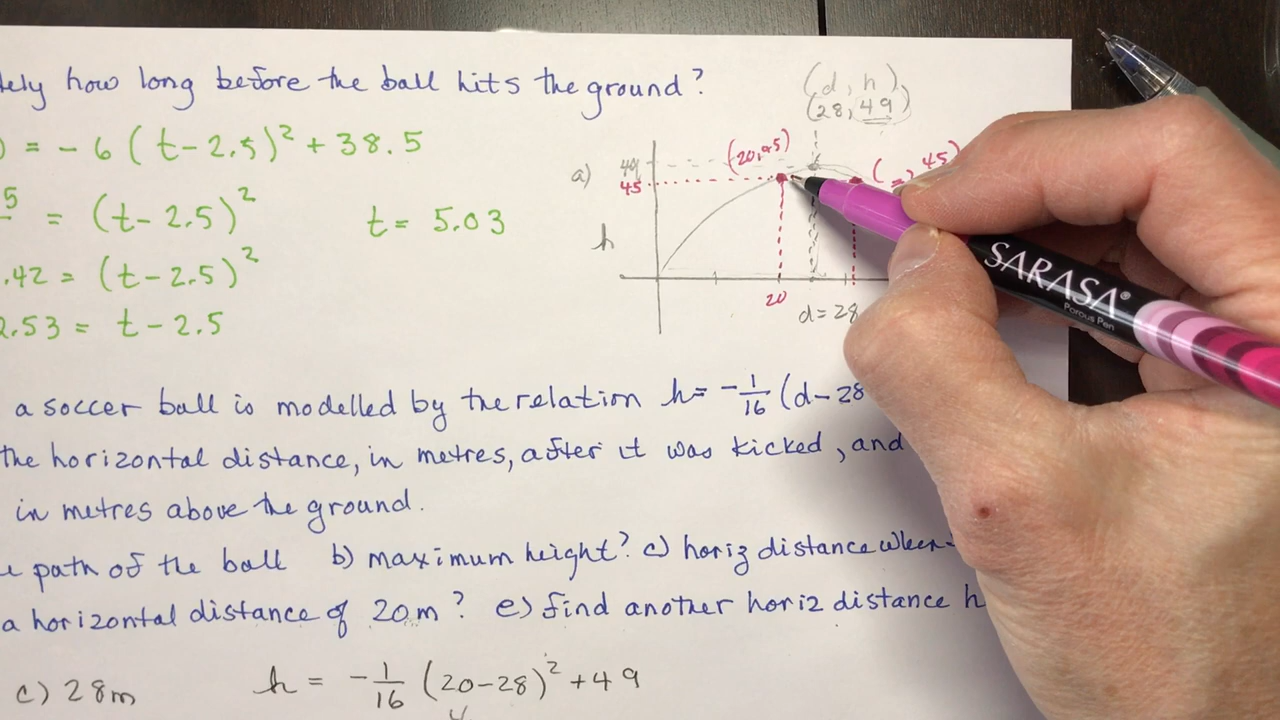 how long before the ball hits the ground?
= - 6 (t-2.5)² + 38.5
= (t-2.5)²
t = 5.03
.42 = (t-2.5)²
2.53 = t - 2.5
(d, h)
(28, 49)
a)
49
45
(20,45)
45)
h
20
d = 28
SARASA®
Porous Pen
a soccer ball is modelled by the relation h= -1/16 (d-28
the horizontal distance, in metres, after it was kicked, and
in metres above the ground.
path of the ball b) maximum height? c) horiz distance when
a horizontal distance of 20m? e) find another horiz distance h
c) 28m h = -1/16 (20-28)² + 49